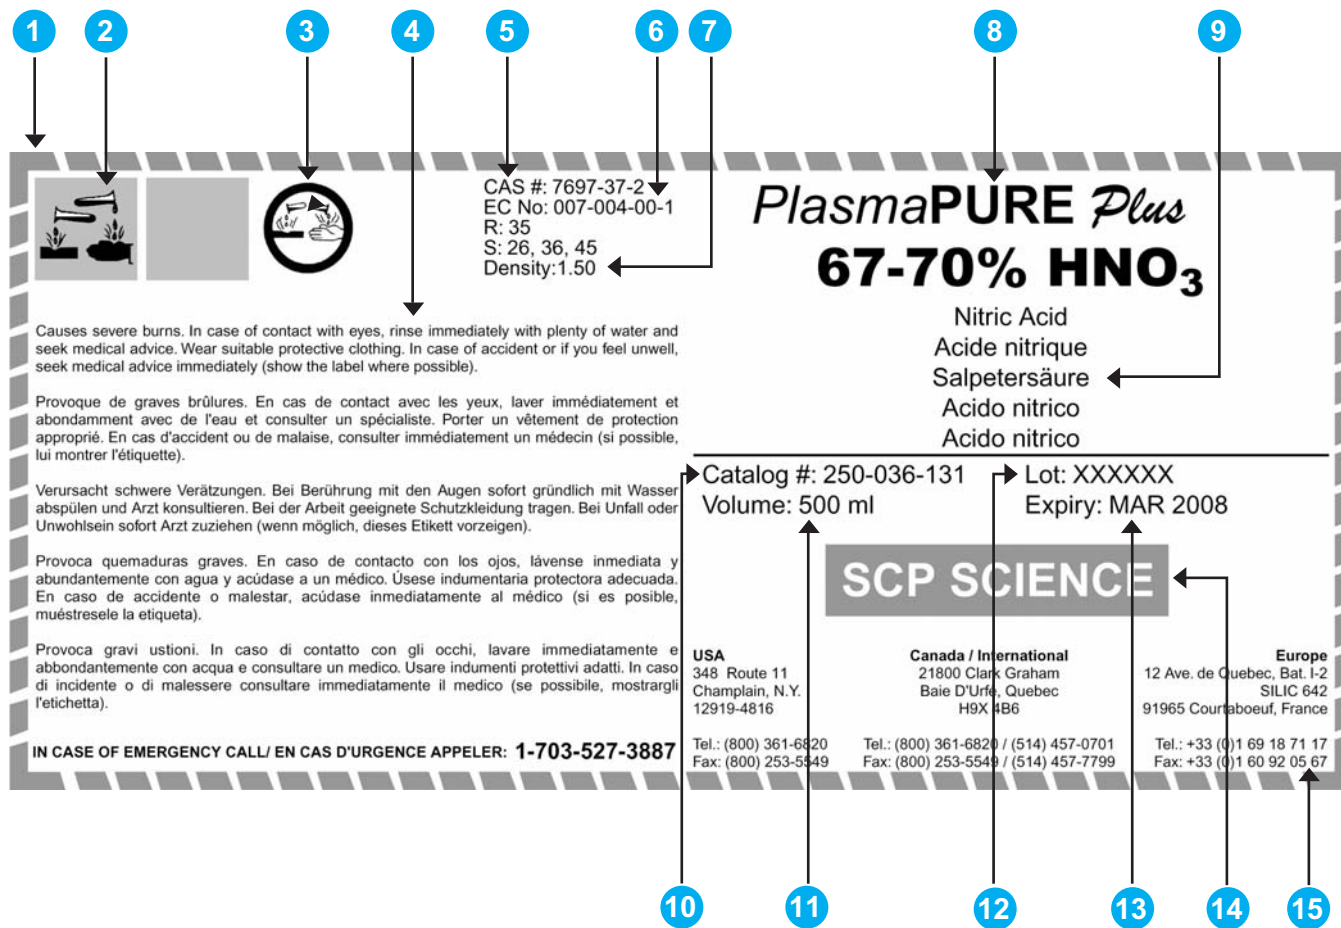 1 2 3 4 5 6 7 8 9
CAS #: 7697-37-2
EC No: 007-004-00-1
R: 35
S: 26, 36, 45
Density:1.50
PlasmaPURE Plus
67-70% HNO3
Nitric Acid
Acide nitrique
Salpetersäure
Acido nitrico
Acido nitrico
Causes severe burns. In case of contact with eyes, rinse immediately with plenty of water and
seek medical advice. Wear suitable protective clothing. In case of accident or if you feel unwell,
seek medical advice immediately (show the label where possible).
Provoque de graves brûlures. En cas de contact avec les yeux, laver immédiatement et
abondamment avec de l'eau et consulter un spécialiste. Porter un vêtement de protection
approprié. En cas d'accident ou de malaise, consulter immédiatement un médecin (si possible,
lui montrer l'étiquette).
Verursacht schwere Verätzungen. Bei Berührung mit den Augen sofort gründlich mit Wasser
abspülen und Arzt konsultieren. Bei der Arbeit geeignete Schutzkleidung tragen. Bei Unfall oder
Unwohlsein sofort Arzt zuziehen (wenn möglich, dieses Etikett vorzeigen).
Provoca quemaduras graves. En caso de contacto con los ojos, lávense inmediata y
abundantemente con agua y acúdase a un médico. Úsese indumentaria protectora adecuada.
En caso de accidente o malestar, acúdase inmediatamente al médico (si es posible,
muéstresele la etiqueta).
Provoca gravi ustioni. In caso di contatto con gli occhi, lavare immediatamente e
abbondantemente con acqua e consultare un medico. Usare indumenti protettivi adatti. In caso
di incidente o di malessere consultare immediatamente il medico (se possibile, mostrargli
l'etichetta).
IN CASE OF EMERGENCY CALL/ EN CAS D'URGENCE APPELER: 1-703-527-3887
Catalog #: 250-036-131
Volume: 500 ml
Lot: XXXXXX
Expiry: MAR 2008
SCP SCIENCE
USA
348 Route 11
Champlain, N.Y.
12919-4816
Tel.: (800) 361-6820
Fax: (800) 253-5549
Canada / International
21800 Clark Graham
Baie D'Urfe, Quebec
H9X 4B6
Tel.: (800) 361-6820 / (514) 457-0701
Fax: (800) 253-5549 / (514) 457-7799
Europe
12 Ave. de Quebec, Bat. I-2
SILIC 642
91965 Courtaboeuf, France
Tel.: +33 (0)1 69 18 71 17
Fax: +33 (0)1 60 92 05 67
10 11 12 13 14 15